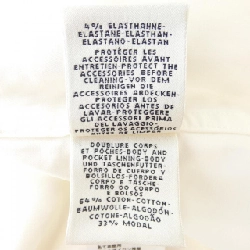 4% ELASTHANNE-
ELASTANE-ELASTHAN-
ELASTANO-ELASTAN
PROTÉGER LES
ACCESSOIRES AVANT
ENTRETIEN-PROTECT THE
ACCESSORIES BEFORE
CLEANING-VOR DEM
REINIGEN DIE
ACCESSOIRES ABDECKEN-
PROTEGER LOS
ACCESORIOS ANTES DE
LAVAR-PROTEGGERE
GLI ACCESSORI PRIMA
DEL LAVAGGIO-
PROTEGER OS ACESSÓRIOS
DOUBLURE CORPS
ET POCHES-BODY AND
POCKET LINING-BODY
UND TASCHENFUTTER-
FORRO DE CUERPO Y
BOLSILLOS-FODERA
CORPO E TASCHE
FORRO DO CORPO
E BOLSOS
COTON-COTTON-
BAUMWOLLE-ALGODÓN-
COTONE-ALGODÃO
33% MODAL